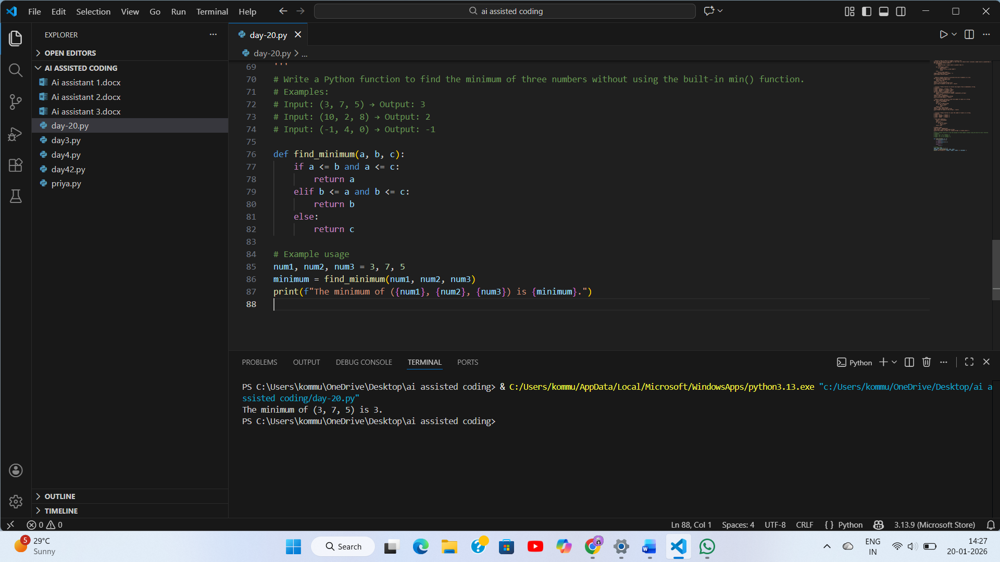 File Edit Selection View Go Run Terminal Help
ai assisted coding
EXPLORER
OPEN EDITORS
AI ASSISTED CODING
Ai assistant 1.docx
Ai assistant 2.docx
Ai assistant 3.docx
day-20.py
day3.py
day4.py
day42.py
priya.py
OUTLINE
TIMELINE
day-20.py
day-20.py > ...
69 '''
70 # Write a Python function to find the minimum of three numbers without using the built-in min() function.
71 # Examples:
72 # Input: (3, 7, 5) → Output: 3
73 # Input: (10, 2, 8) → Output: 2
74 # Input: (-1, 4, 0) → Output: -1
75
76 def find_minimum(a, b, c):
77     if a <= b and a <= c:
78         return a
79     elif b <= a and b <= c:
80         return b
81     else:
82         return c
83
84 # Example usage
85 num1, num2, num3 = 3, 7, 5
86 minimum = find_minimum(num1, num2, num3)
87 print(f"The minimum of ({num1}, {num2}, {num3}) is {minimum}.")
88
PROBLEMS OUTPUT DEBUG CONSOLE TERMINAL PORTS
Python
PS C:\Users\kommu\OneDrive\Desktop\ai assisted coding> & C:/Users/kommu/AppData/Local/Microsoft/WindowsApps/python3.13.exe "c:/Users/kommu/OneDrive/Desktop/ai a
ssisted coding/day-20.py"
The minimum of (3, 7, 5) is 3.
PS C:\Users\kommu\OneDrive\Desktop\ai assisted coding>
0 0
Ln 88, Col 1 Spaces: 4 UTF-8 CRLF {} Python 3.13.9 (Microsoft Store)
5
29°C
Sunny
Search
ENG
IN
14:27
20-01-2026